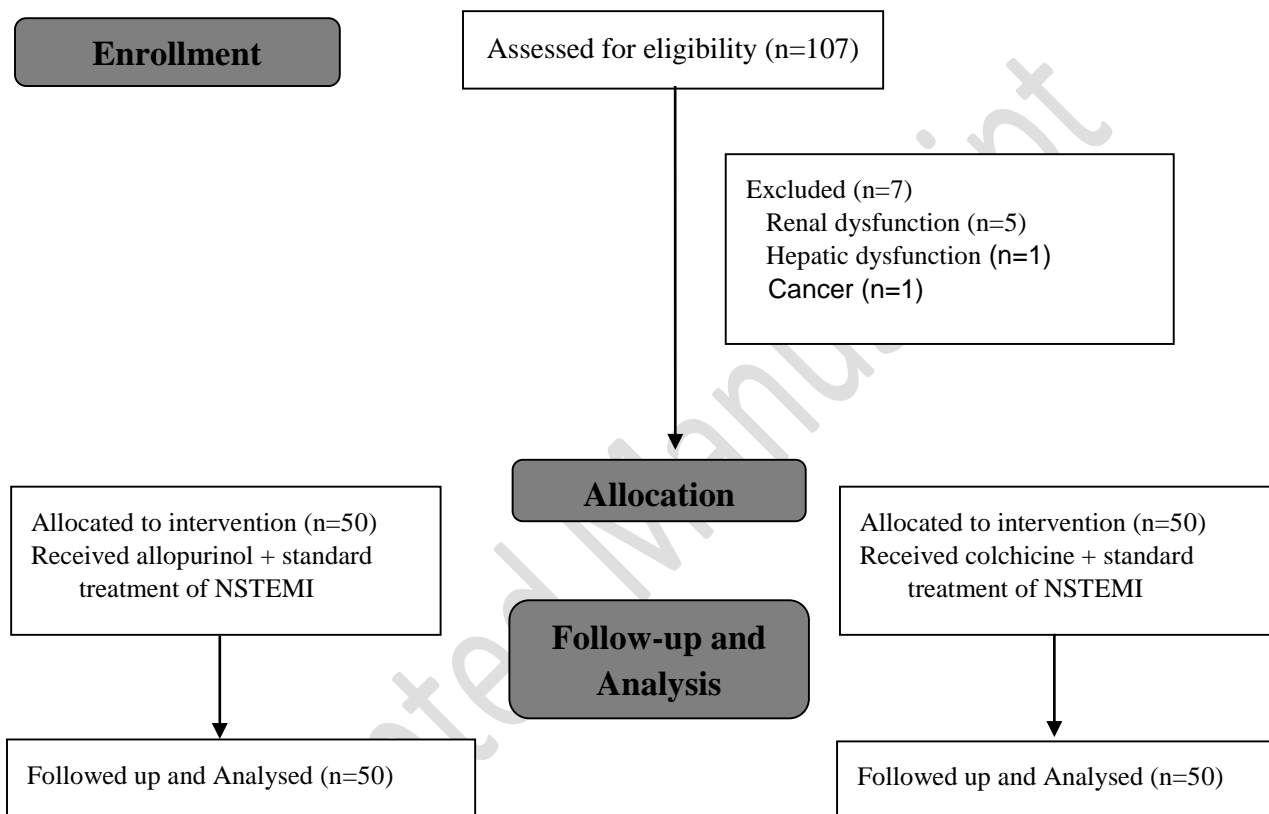 Enrollment
Assessed for eligibility (n=107)
Excluded (n=7)
Renal dysfunction (n=5)
Hepatic dysfunction (n=1)
Cancer (n=1)
Allocation
Allocated to intervention (n=50)
Received allopurinol + standard
treatment of NSTEMI
Allocated to intervention (n=50)
Received colchicine + standard
treatment of NSTEMI
Follow-up and
Analysis
Followed up and Analysed (n=50)
Followed up and Analysed (n=50)